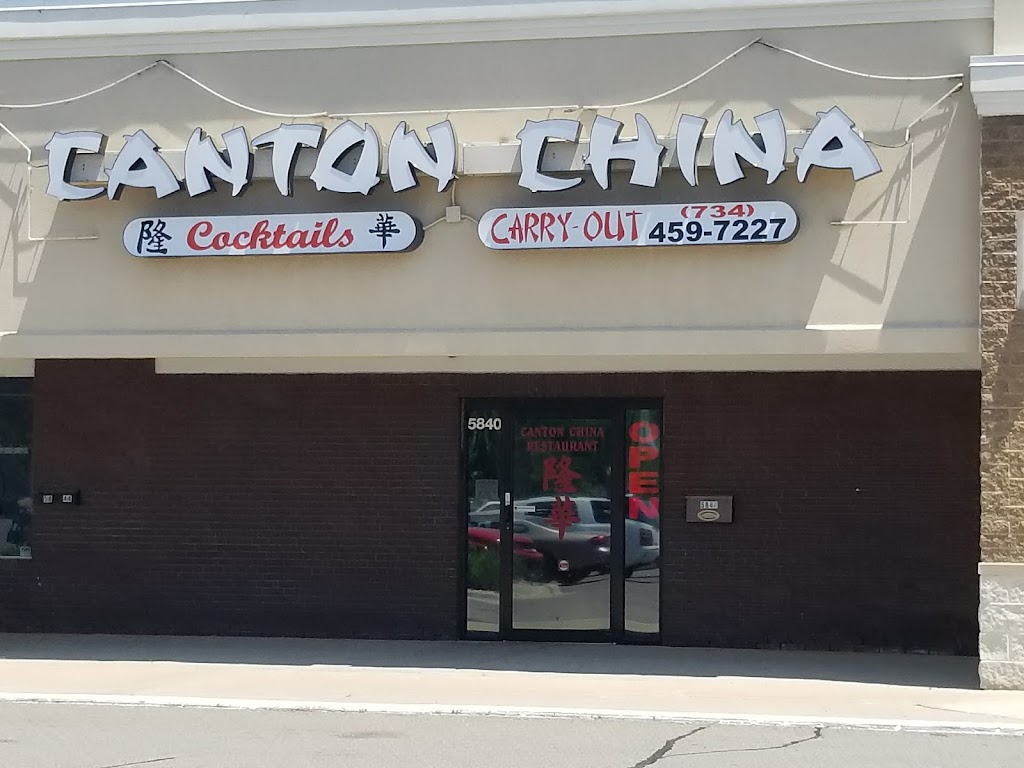 CANTON CHINA
隆 Cocktails 華
CARRY-OUT (734) 459-7227
5840
CANTON CHINA
RESTAURANT
隆
華
OPEN